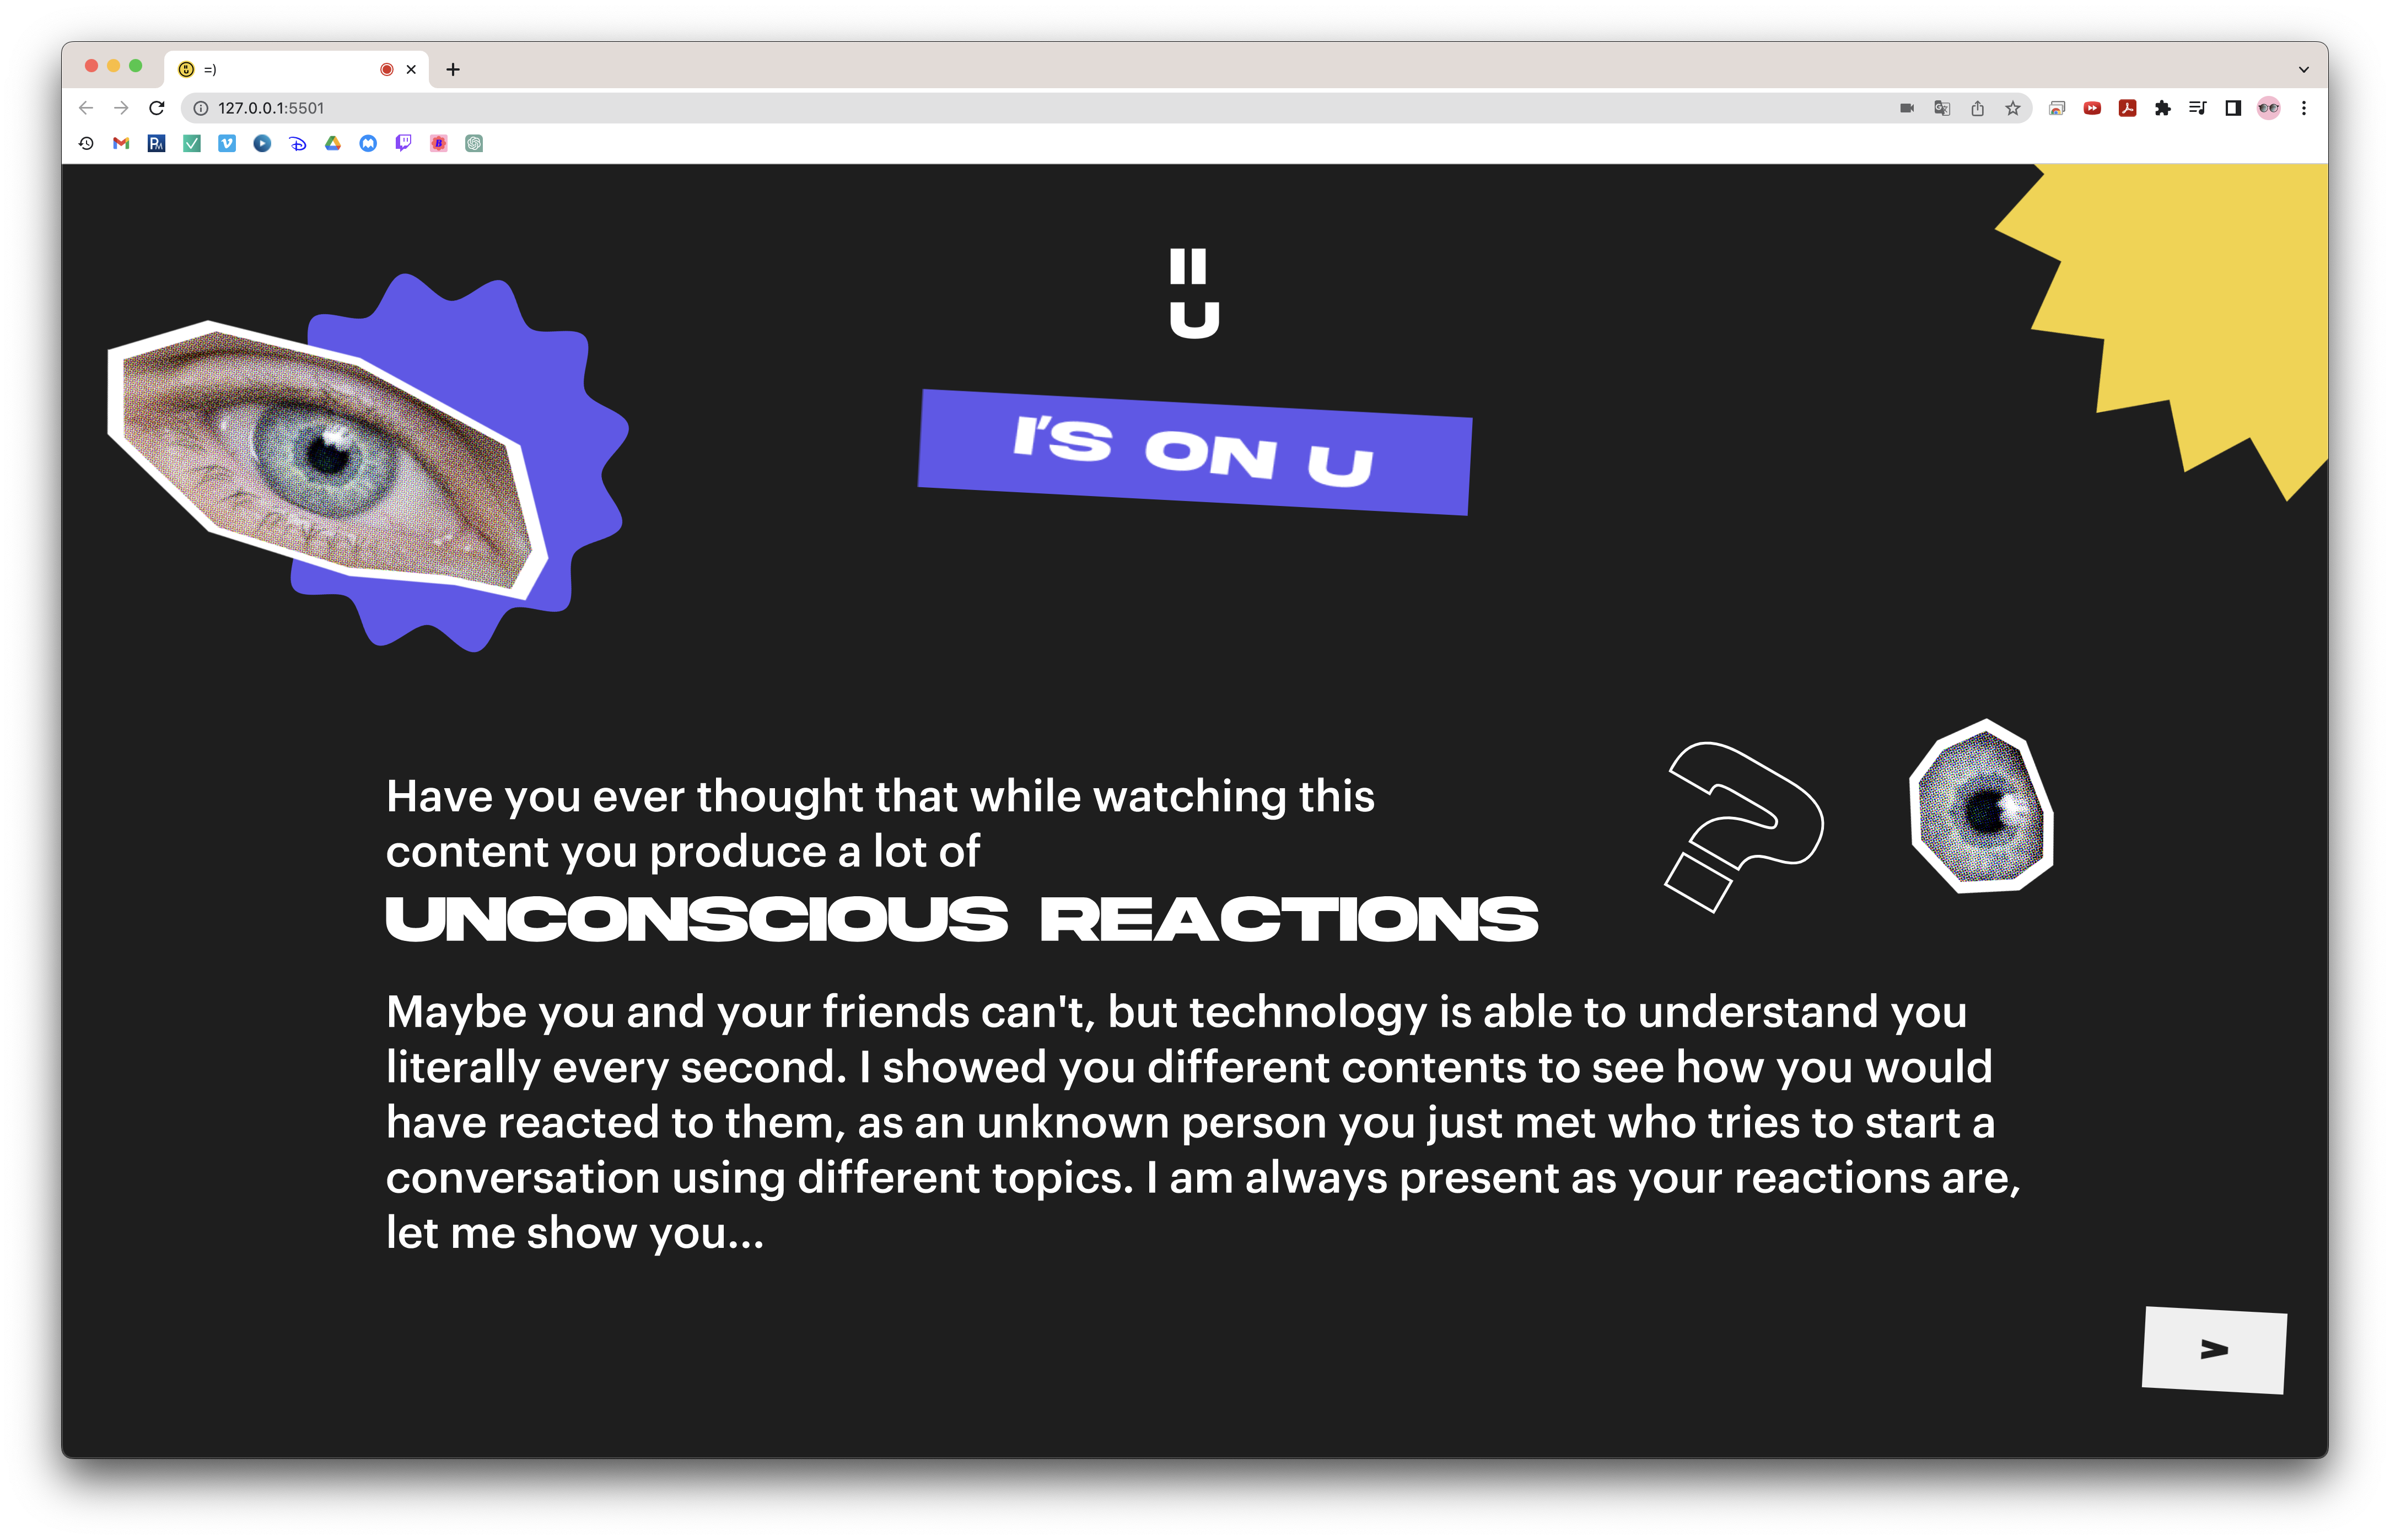 =)
127.0.0.1:5501
II
U
I'S ON U
Have you ever thought that while watching this
content you produce a lot of
UNCONSCIOUS REACTIONS
?
Maybe you and your friends can't, but technology is able to understand you
literally every second. I showed you different contents to see how you would
have reacted to them, as an unknown person you just met who tries to start a
conversation using different topics. I am always present as your reactions are,
let me show you...
>